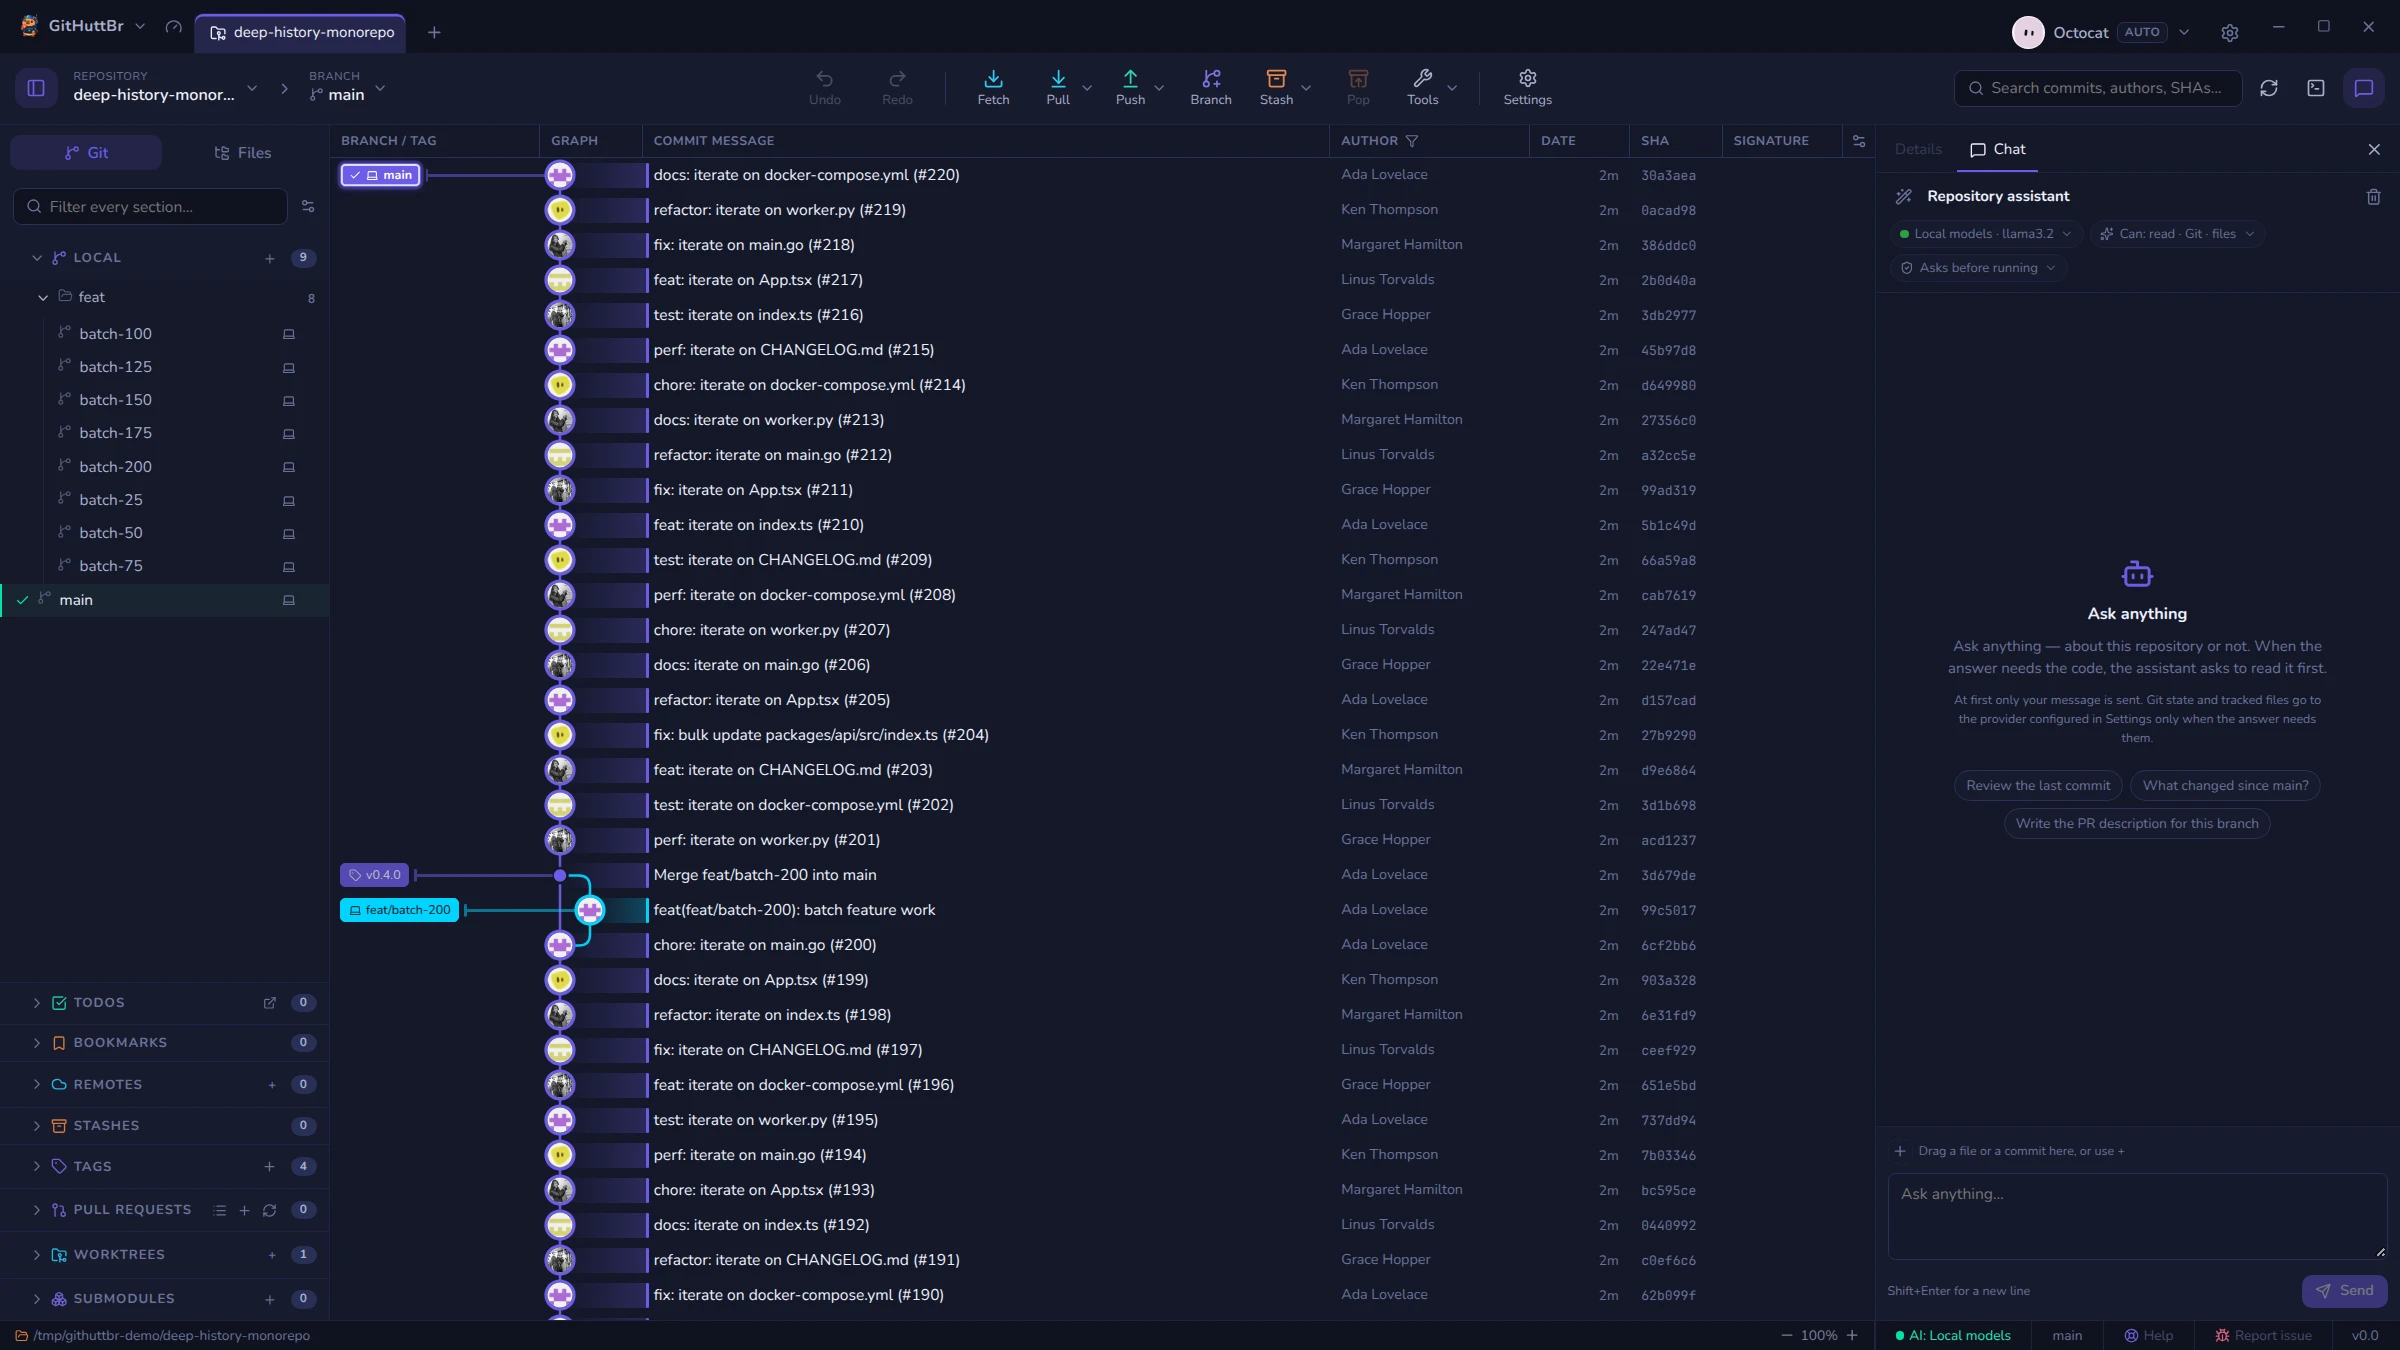 GitHuttBr
deep-history-monorepo
Octocat AUTO
REPOSITORY
deep-history-monor...
BRANCH
main
Undo
Redo
Fetch
Pull
Push
Branch
Stash
Pop
Tools
Settings
Search commits, authors, SHAs...
Git
Files
Filter every section...
LOCAL 9
feat 8
batch-100
batch-125
batch-150
batch-175
batch-200
batch-25
batch-50
batch-75
main
TODOS 0
BOOKMARKS 0
REMOTES 0
STASHES 0
TAGS 4
PULL REQUESTS 0
WORKTREES 1
SUBMODULES 0
BRANCH / TAG GRAPH COMMIT MESSAGE AUTHOR DATE SHA SIGNATURE
main docs: iterate on docker-compose.yml (#220) Ada Lovelace 2m 30a3aea
refactor: iterate on worker.py (#219) Ken Thompson 2m 0acad98
fix: iterate on main.go (#218) Margaret Hamilton 2m 386ddc0
feat: iterate on App.tsx (#217) Linus Torvalds 2m 2b0d40a
test: iterate on index.ts (#216) Grace Hopper 2m 3db2977
perf: iterate on CHANGELOG.md (#215) Ada Lovelace 2m 45b97d8
chore: iterate on docker-compose.yml (#214) Ken Thompson 2m d649980
docs: iterate on worker.py (#213) Margaret Hamilton 2m 27356c0
refactor: iterate on main.go (#212) Linus Torvalds 2m a32cc5e
fix: iterate on App.tsx (#211) Grace Hopper 2m 99ad319
feat: iterate on index.ts (#210) Ada Lovelace 2m 5b1c49d
test: iterate on CHANGELOG.md (#209) Ken Thompson 2m 66a59a8
perf: iterate on docker-compose.yml (#208) Margaret Hamilton 2m cab7619
chore: iterate on worker.py (#207) Linus Torvalds 2m 247ad47
docs: iterate on main.go (#206) Grace Hopper 2m 22e471e
refactor: iterate on App.tsx (#205) Ada Lovelace 2m d157cad
fix: bulk update packages/api/src/index.ts (#204) Ken Thompson 2m 27b9290
feat: iterate on CHANGELOG.md (#203) Margaret Hamilton 2m d9e6864
test: iterate on docker-compose.yml (#202) Linus Torvalds 2m 3d1b698
perf: iterate on worker.py (#201) Grace Hopper 2m acd1237
v0.4.0 Merge feat/batch-200 into main Ada Lovelace 2m 3d679de
feat/batch-200 feat(feat/batch-200): batch feature work Ada Lovelace 2m 99c5017
chore: iterate on main.go (#200) Ada Lovelace 2m 6cf2bb6
docs: iterate on App.tsx (#199) Ken Thompson 2m 903a328
refactor: iterate on index.ts (#198) Margaret Hamilton 2m 6e31fd9
fix: iterate on CHANGELOG.md (#197) Linus Torvalds 2m ceef929
feat: iterate on docker-compose.yml (#196) Grace Hopper 2m 651e5bd
test: iterate on worker.py (#195) Ada Lovelace 2m 737dd94
perf: iterate on main.go (#194) Ken Thompson 2m 7b03346
chore: iterate on App.tsx (#193) Margaret Hamilton 2m bc595ce
docs: iterate on index.ts (#192) Linus Torvalds 2m 0440992
refactor: iterate on CHANGELOG.md (#191) Grace Hopper 2m c0ef6c6
fix: iterate on docker-compose.yml (#190) Ada Lovelace 2m 62b099f
Details
Chat
Repository assistant
Local models · llama3.2
Can: read · Git · files
Asks before running
Ask anything
Ask anything — about this repository or not. When the
answer needs the code, the assistant asks to read it first.
At first only your message is sent. Git state and tracked files go to
the provider configured in Settings only when the answer needs
them.
Review the last commit
What changed since main?
Write the PR description for this branch
Drag a file or a commit here, or use +
Ask anything...
Shift+Enter for a new line
Send
/tmp/githuttbr-demo/deep-history-monorepo
100%
AI: Local models
main
Help
Report issue
v0.0